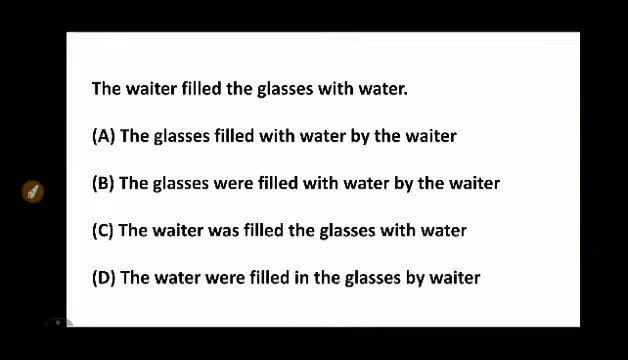 The waiter filled the glasses with water.
(A) The glasses filled with water by the waiter
(B) The glasses were filled with water by the waiter
(C) The waiter was filled the glasses with water
(D) The water were filled in the glasses by waiter